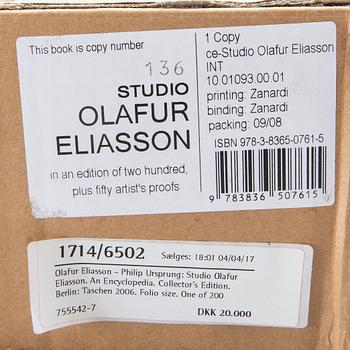 This book is copy number
136
STUDIO
OLAFUR
ELIASSON
in an edition of two hundred,
plus fifty artist's proofs
1 Copy
ce-Studio Olafur Eliasson
INT
10 01093 00 01
printing: Zanardi
binding: Zanardi
packing: 09/08
ISBN 978-3-8365-0761-5
9 783836 507615
1714/6502 Sælges: 18:01 04/04/17
Olafur Eliasson - Philip Ursprung: Studio Olafur
Eliasson. An Encyclopedia. Collector's Edition.
Berlin: Taschen 2006. Folio size. One of 200
755542-7 DKK 20.000